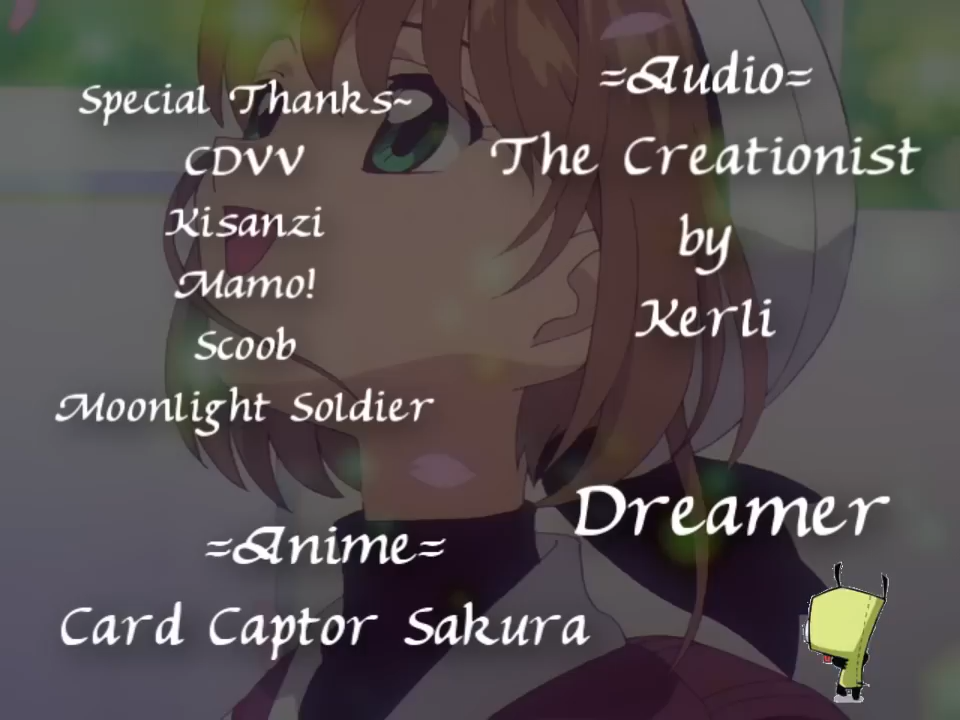 Special Thanks~
CDVV
Kisanzi
Mamo!
Scoob
Moonlight Soldier
=Anime=
Card Captor Sakura
=Audio=
The Creationist
by
Kerli
Dreamer